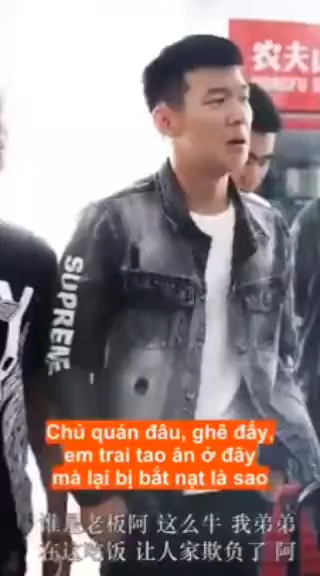 农夫山
SUPRENE
Chủ quán đâu, ghê đấy,
em trai tao ăn ở đây
mà lại bị bắt nạt là sao
谁是老板阿 这么牛 我弟弟
在这吃饭 让人家欺负了 阿